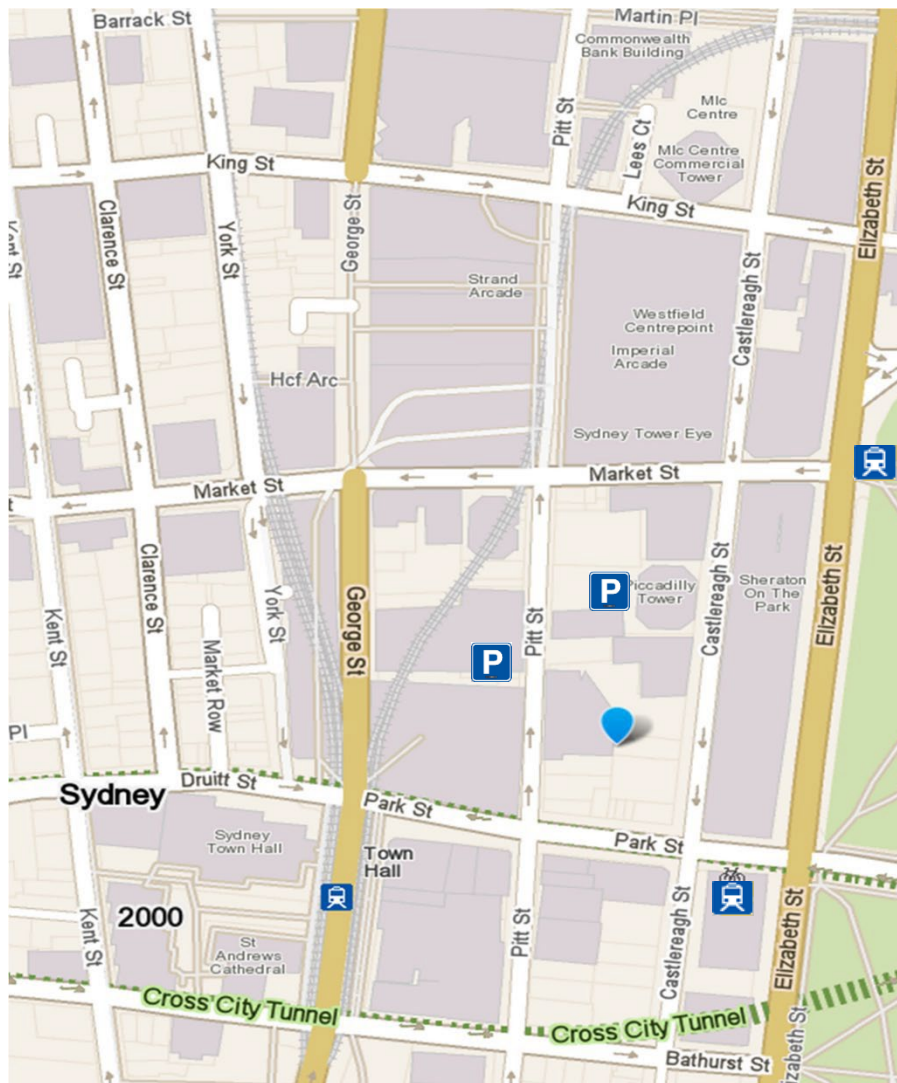 Barrack St
Martin Pl
Commonwealth
Bank Building
Pitt St
Lees Ct
Mlc
Centre
Mlc Centre
Commercial
Tower
King St
King St
Elizabeth St
Kent St
Clarence St
York St
George St
Strand
Arcade
Castlereagh St
Westfield
Centrepoint
Imperial
Arcade
Hcf Arc
Sydney Tower Eye
Market St
Market St
t
Clarence St
York St
George St
Pitt St
P
Piccadilly
Tower
Castlereagh St
Sheraton
On The
Park
Elizabeth St
Kent St
Market Row
P
Pl
Druitt St
Sydney
Park St
Park St
Sydney
Town Hall
Town
Hall
2000
Kent St
St
Andrews
Cathedral
Pitt St
Castlereagh St
Elizabeth St
Cross City Tunnel
Cross City Tunnel
Bathurst St
Elizabeth St